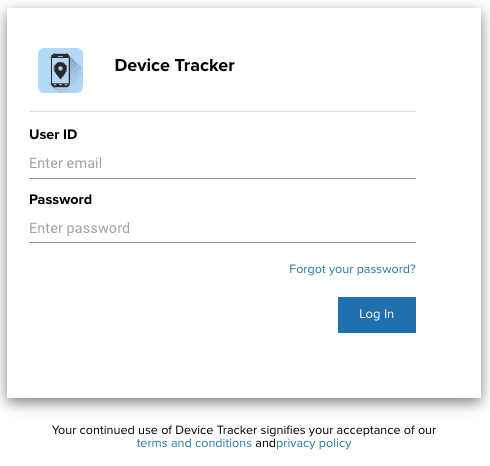 Device Tracker
User ID
Enter email
Password
Enter password
Forgot your password?
Log In
Your continued use of Device Tracker signifies your acceptance of our
terms and conditions andprivacy policy